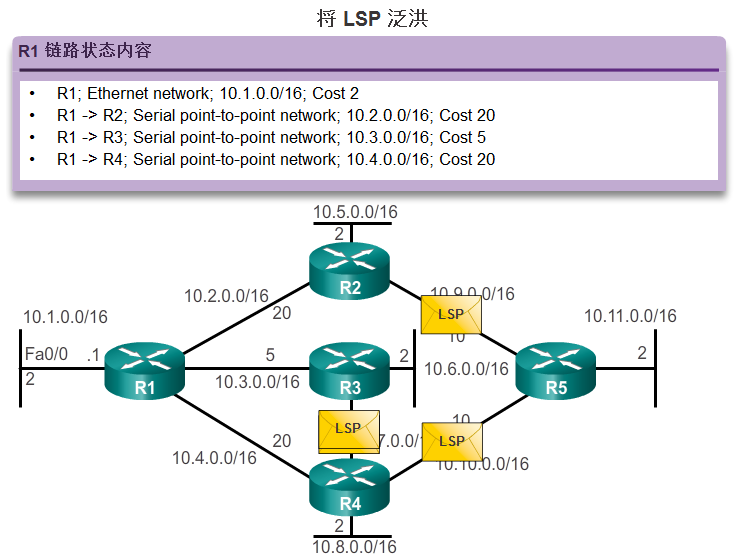 将 LSP 泛洪
R1 链路状态内容
• R1; Ethernet network; 10.1.0.0/16; Cost 2
• R1 -> R2; Serial point-to-point network; 10.2.0.0/16; Cost 20
• R1 -> R3; Serial point-to-point network; 10.3.0.0/16; Cost 5
• R1 -> R4; Serial point-to-point network; 10.4.0.0/16; Cost 20
10.5.0.0/16
2
R2
10.2.0.0/16
20
10.9.0.0/16
LSP
10
10.1.0.0/16
10.11.0.0/16
Fa0/0
.1
2
R1
5
10.3.0.0/16
R3
2
10.6.0.0/16
R5
2
LSP
7.0.0/1
10
LSP
10.10.0.0/16
20
10.4.0.0/16
R4
2
10.8.0.0/16